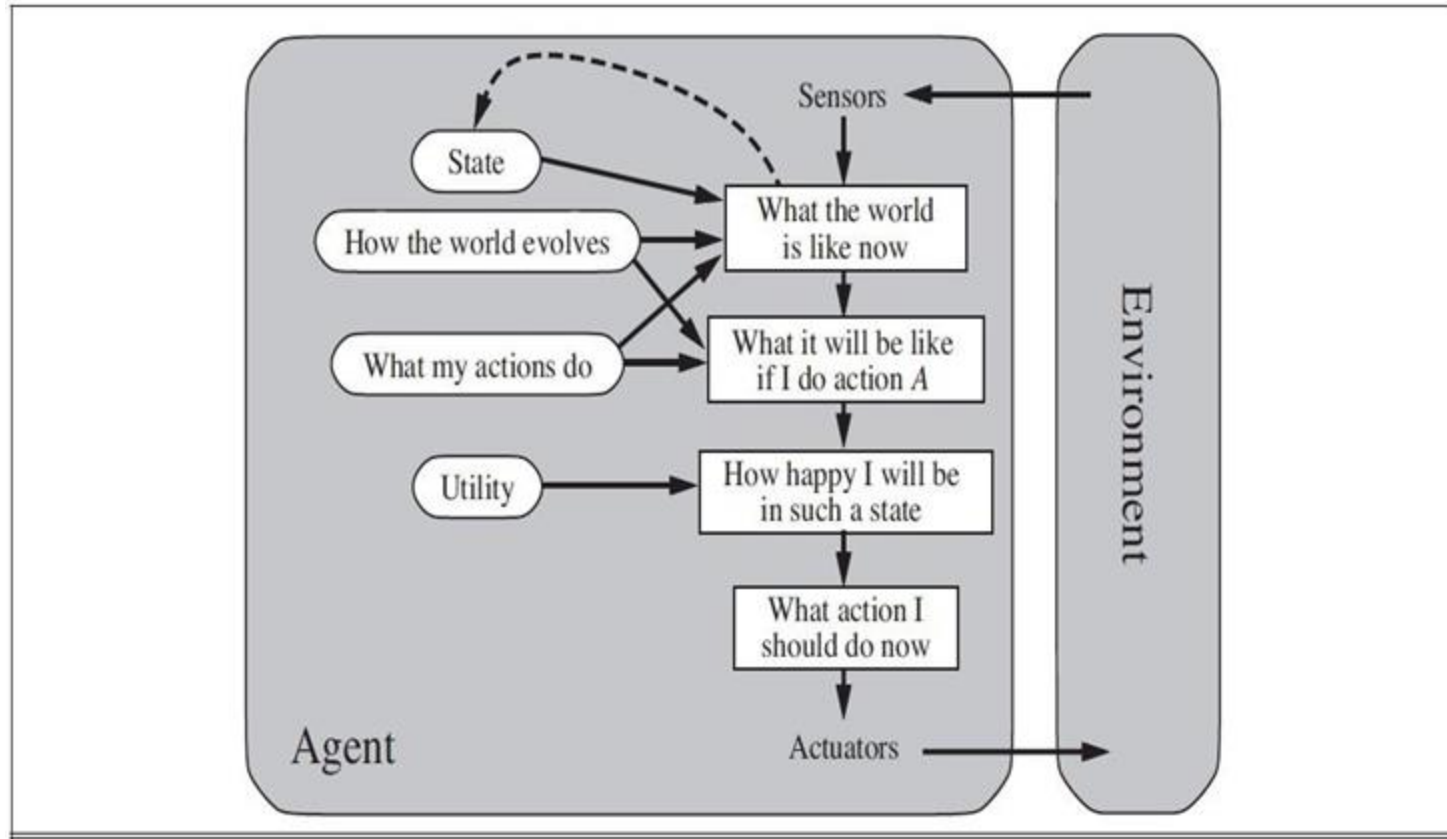 Sensors
State
What the world
is like now
How the world evolves
What it will be like
if I do action A
What my actions do
How happy I will be
in such a state
Utility
What action I
should do now
Actuators
Agent
Environment